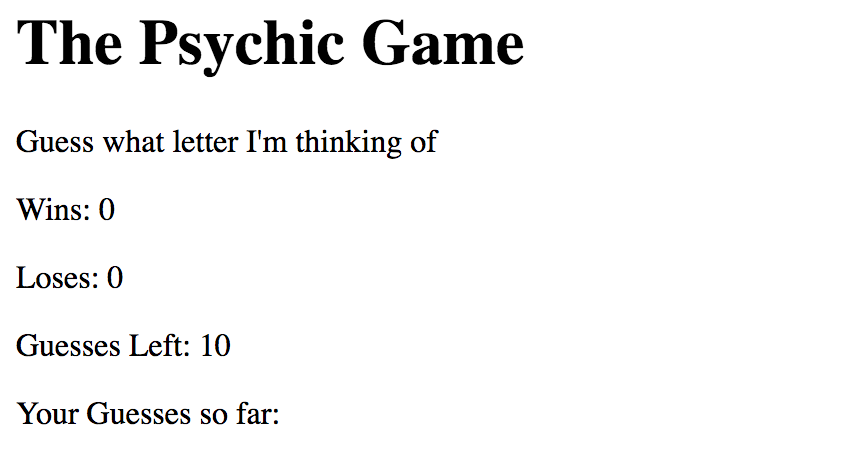 The Psychic Game
Guess what letter I'm thinking of
Wins: 0
Loses: 0
Guesses Left: 10
Your Guesses so far: